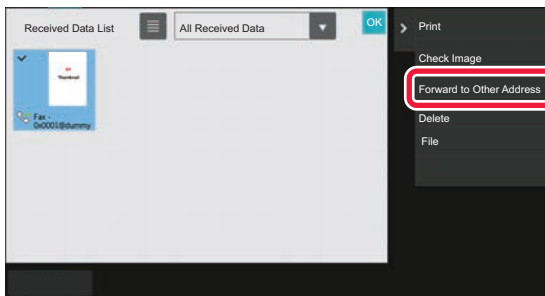 Received Data List
All Received Data
OK
Print
Check Image
Forward to Other Address
Delete
File
Thumbnail
Fax -
0x0001@dummy